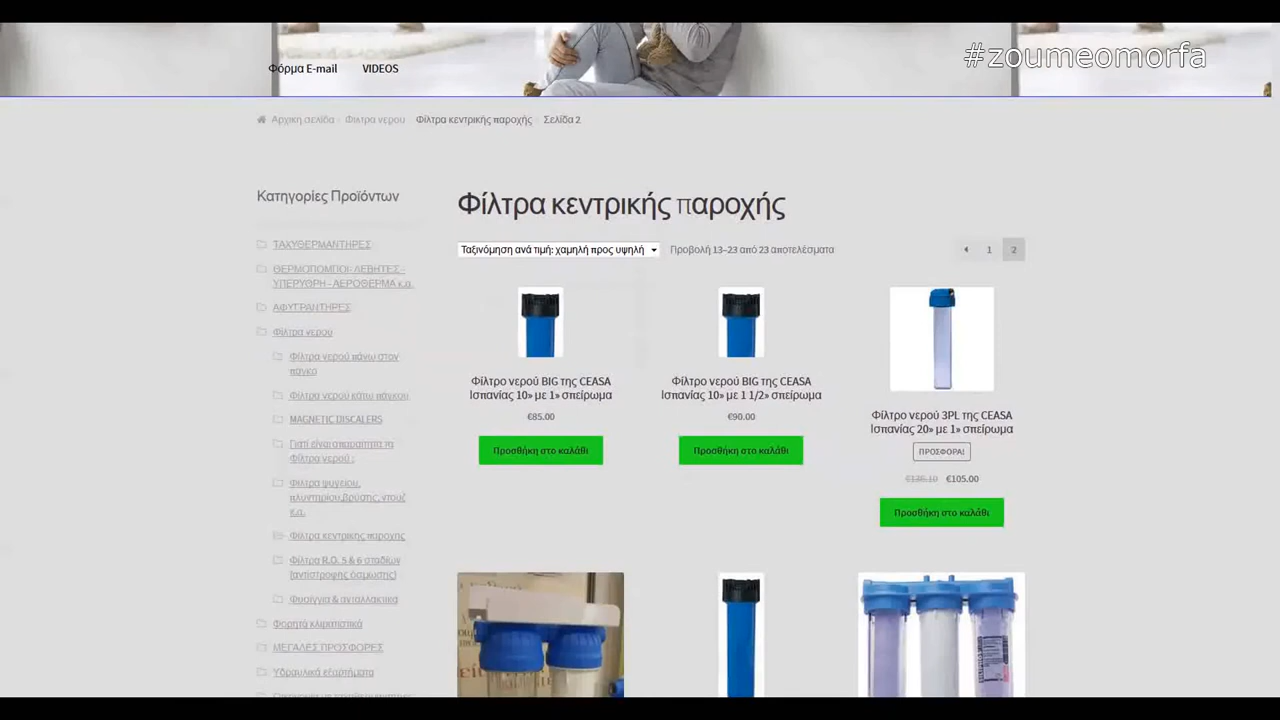 #zoumeomorfa
Φόρμα E-mail VIDEOS
Αρχική σελίδα Φίλτρα νερού Φίλτρα κεντρικής παροχής Σελίδα 2
Κατηγορίες Προϊόντων
ΤΑΧΥΘΕΡΜΑΝΤΗΡΕΣ
ΘΕΡΜΟΠΟΜΠΟΙ- ΛΕΒΗΤΕΣ -
ΥΠΕΡΥΘΡΗ - ΑΕΡΟΘΕΡΜΑ κ.α.
ΑΦΥΓΡΑΝΤΗΡΕΣ
Φίλτρα νερου
Φίλτρα νερού πάνω στον
πάγκο
Φίλτρα νερού κάτω πάγκου
MAGNETIC DISCALERS
Γιατί είναι απαραίτητα τα
Φίλτρα νερού ;
Φίλτρα ψυγείου,
πλυντηρίου,βρύσης, ντουζ
κ.α.
Φίλτρα κεντρικής παροχής
Φίλτρα R.O. 5 & 6 σταδίων
(αντίστροφης όσμωσης)
Φυσίγγια & ανταλλακτικά
Φορητά κλιματιστικά
ΜΕΓΑΛΕΣ ΠΡΟΣΦΟΡΕΣ
Υδραυλικά εξαρτήματα
Φίλτρα κεντρικής παροχής
Ταξινόμηση ανά τιμή: χαμηλή προς υψηλή Προβολή 13–23 από 23 αποτελέσματα 1 2
Φίλτρο νερού BIG της CEASA
Ισπανίας 10» με 1» σπείρωμα
€85.00
Προσθήκη στο καλάθι
Φίλτρο νερού BIG της CEASA
Ισπανίας 10» με 1 1/2» σπείρωμα
€90.00
Προσθήκη στο καλάθι
Φίλτρο νερού 3PL της CEASA
Ισπανίας 20» με 1» σπείρωμα
ΠΡΟΣΦΟΡΑ!
€105.00
Προσθήκη στο καλάθι